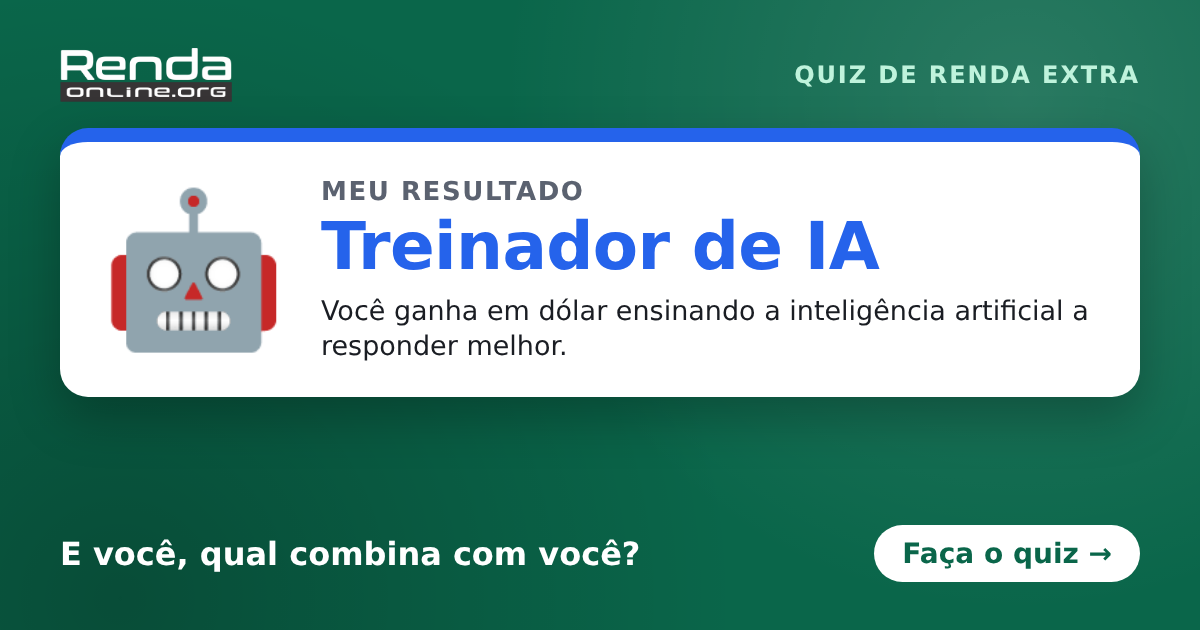 Renda
online.org
QUIZ DE RENDA EXTRA
MEU RESULTADO
Treinador de IA
Você ganha em dólar ensinando a inteligência artificial a
responder melhor.
E você, qual combina com você?
Faça o quiz →